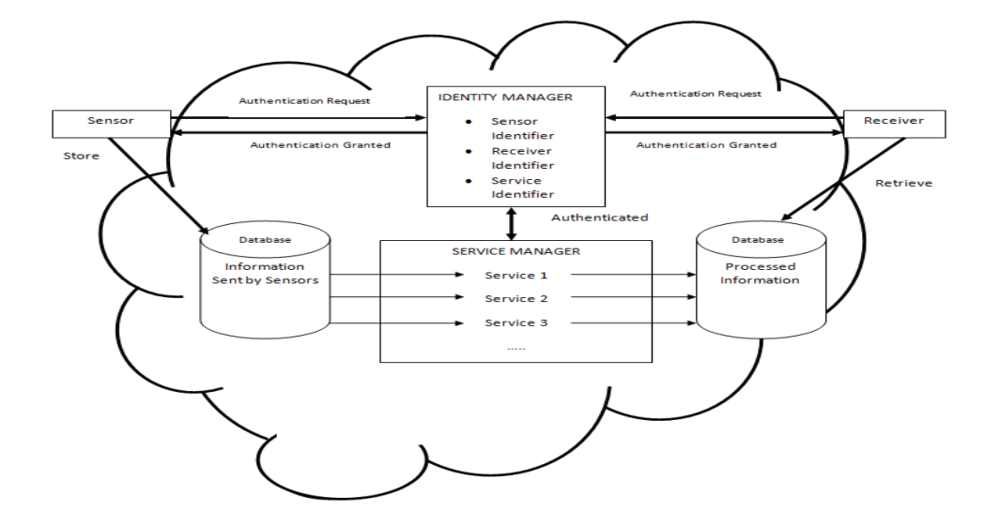 Authentication Request
IDENTITY MANAGER
Authentication Request
Sensor
• Sensor
Identifier
• Receiver
Identifier
• Service
Identifier
Receiver
Authentication Granted
Authentication Granted
Store
Retrieve
Authenticated
Database
Information
Sent by Sensors
SERVICE MANAGER
Service 1
Service 2
Service 3
.....
Database
Processed
Information